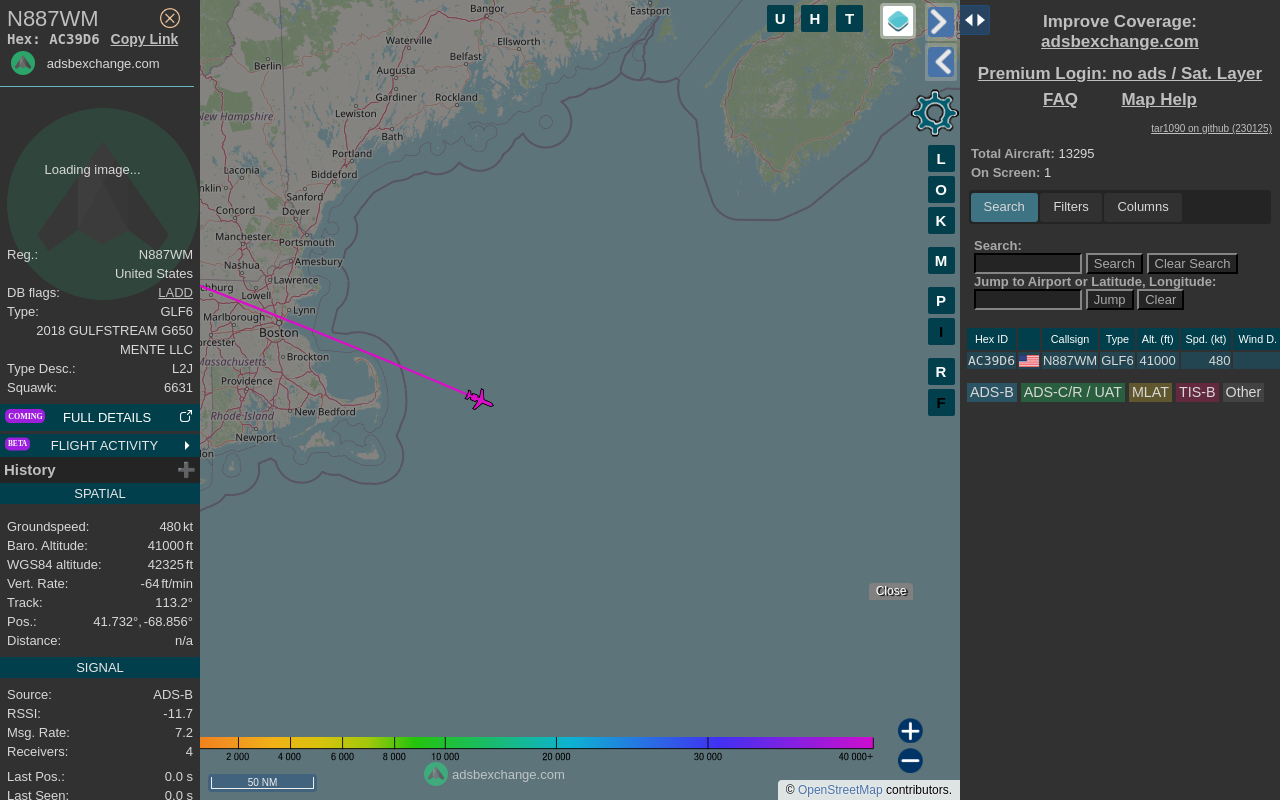 N887WM
Hex: AC39D6 Copy Link
adsbexchange.com
Loading image...
Reg.: N887WM
United States
DB flags: LADD
Type: GLF6
2018 GULFSTREAM G650
MENTE LLC
Type Desc.: L2J
Squawk: 6631
COMING FULL DETAILS
BETA FLIGHT ACTIVITY
History
SPATIAL
Groundspeed: 480 kt
Baro. Altitude: 41000 ft
WGS84 altitude: 42325 ft
Vert. Rate: -64 ft/min
Track: 113.2°
Pos.: 41.732°, -68.856°
Distance: n/a
SIGNAL
Source: ADS-B
RSSI: -11.7
Msg. Rate: 7.2
Receivers: 4
Last Pos.: 0.0 s
Last Seen: 0.0 s
Bangor
Eastport
Waterville
Ellsworth
Belfast
Berlin
Augusta
Gardiner
Rockland
New Hampshire
Lewiston
Bath
Portland
Laconia
Biddeford
nklin
Sanford
Concord
Dover
Manchester
Portsmouth
Nashua
Amesbury
Lawrence
chburg
Lowell
Marlborough
Lynn
Boston
orcester
Massachusetts
Brockton
Providence
New Bedford
Rhode Island
Newport
don
U H T
L
O
K
M
P
I
R
F
Close
2 000 4 000 6 000 8 000 10 000 20 000 30 000 40 000+
adsbexchange.com
50 NM
© OpenStreetMap contributors.
Improve Coverage:
adsbexchange.com
Premium Login: no ads / Sat. Layer
FAQ Map Help
tar1090 on github (230125)
Total Aircraft: 13295
On Screen: 1
Search Filters Columns
Search:
Search Clear Search
Jump to Airport or Latitude, Longitude:
Jump Clear
Hex ID Callsign Type Alt. (ft) Spd. (kt) Wind D.
AC39D6 N887WM GLF6 41000 480
ADS-B ADS-C/R / UAT MLAT TIS-B Other